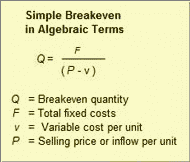 Simple Breakeven
in Algebraic Terms
Q = F
( P - v )
Q = Breakeven quantity
F = Total fixed costs
v = Variable cost per unit
P = Selling price or inflow per unit